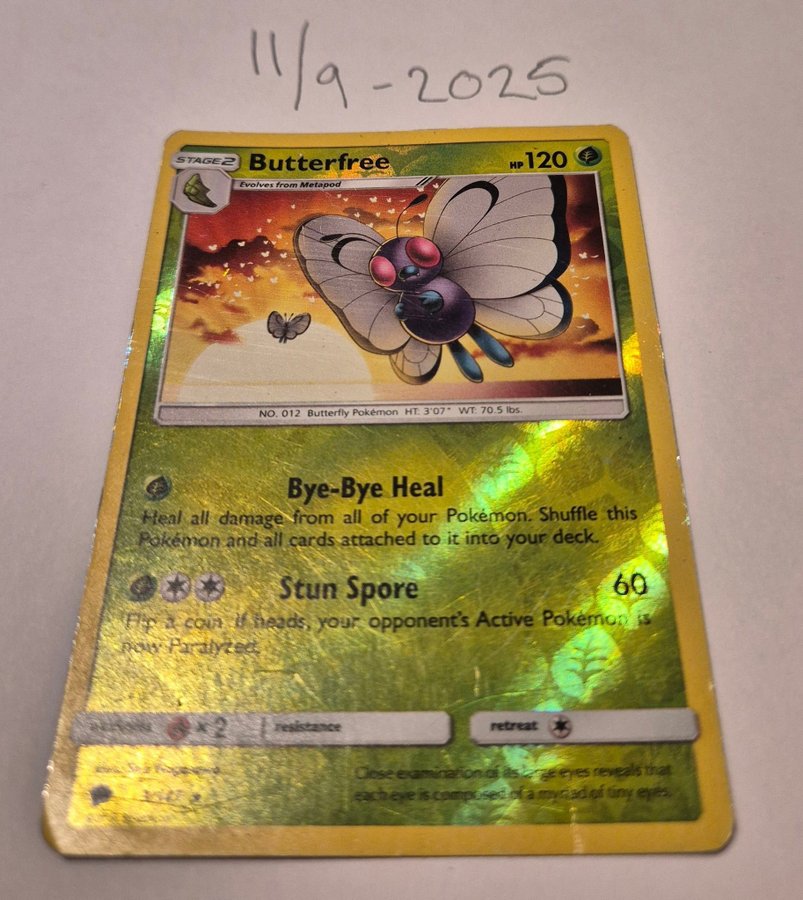 11/9 - 2025
STAGE 2 Butterfree HP 120
Evolves from Metapod
NO. 012 Butterfly Pokémon HT: 3'07" WT: 70.5 lbs.
Bye-Bye Heal
Heal all damage from all of your Pokémon. Shuffle this
Pokémon and all cards attached to it into your deck.
Stun Spore 60
Flip a coin. If heads, your opponent's Active Pokémon is
now Paralyzed.
weakness × 2 resistance retreat
Close examination of its large eyes reveals that
each eye is composed of a myriad of tiny eyes.